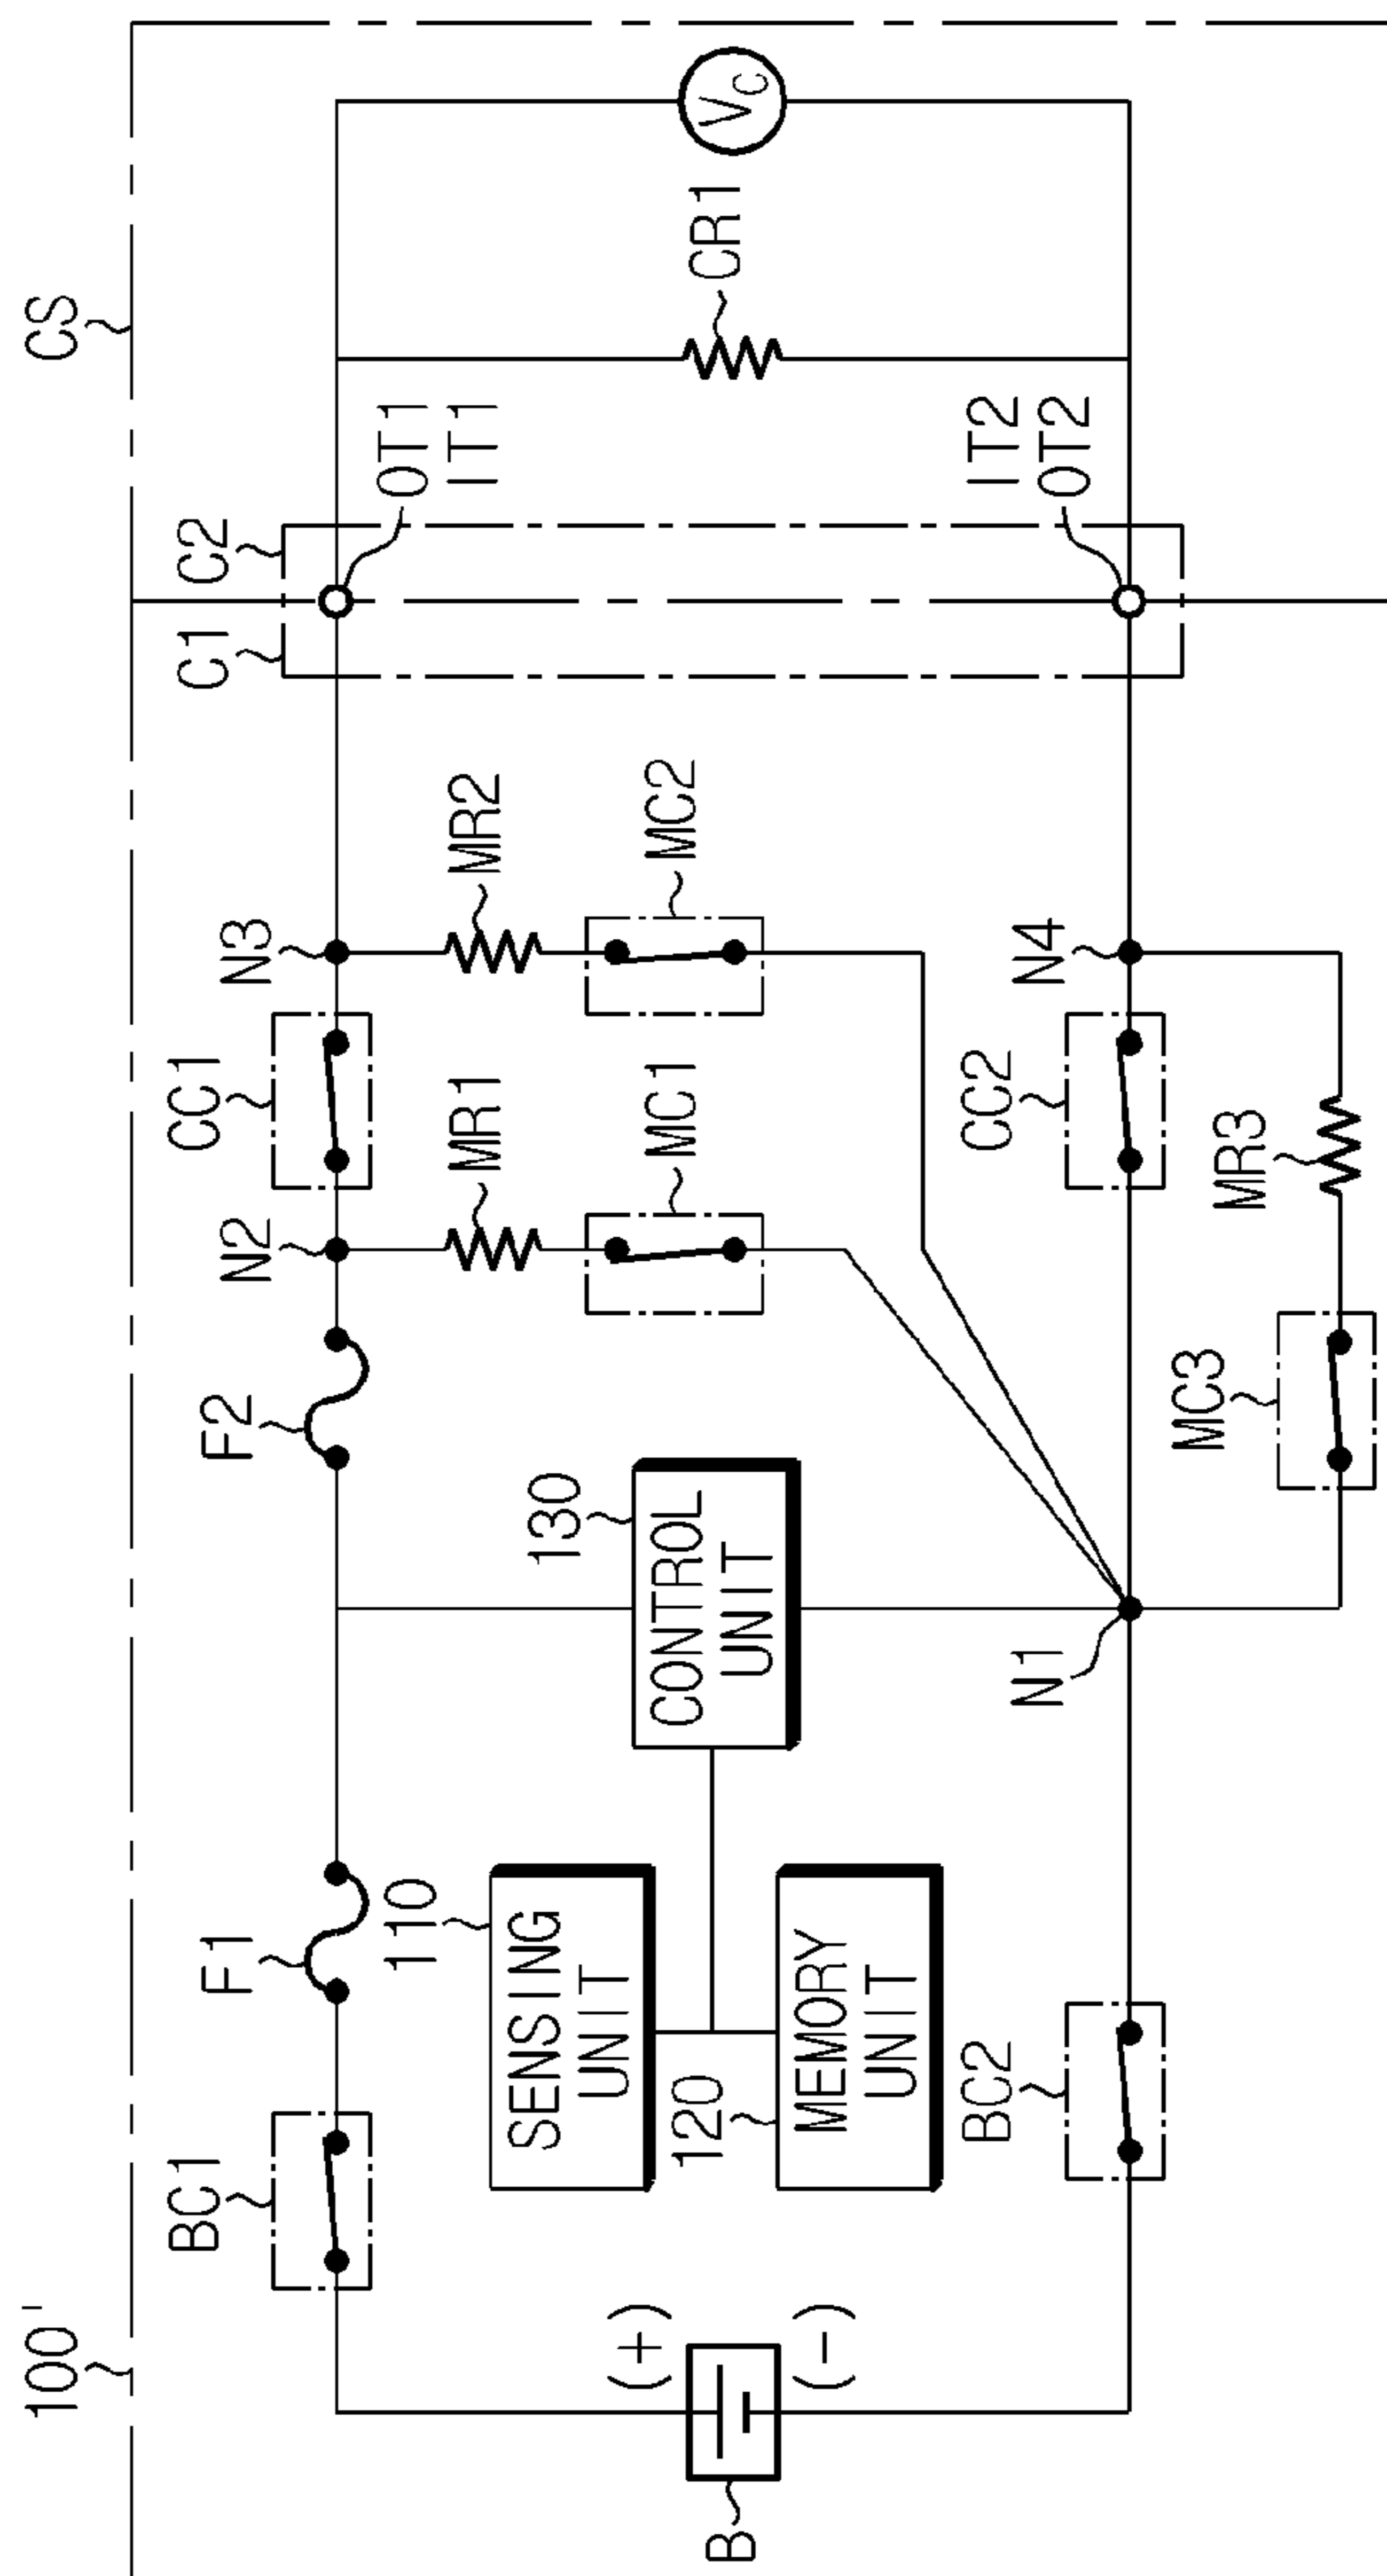 100'
CS
BC1
F1
F2
N2
CC1
N3
C1
C2
OT1
IT1
MR1
MR2
MC1
MC2
CR1
VC
110
SENSING
UNIT
130
CONTROL
UNIT
120
MEMORY
UNIT
B
(+)
(-)
BC2
N1
CC2
N4
IT2
OT2
MC3
MR3